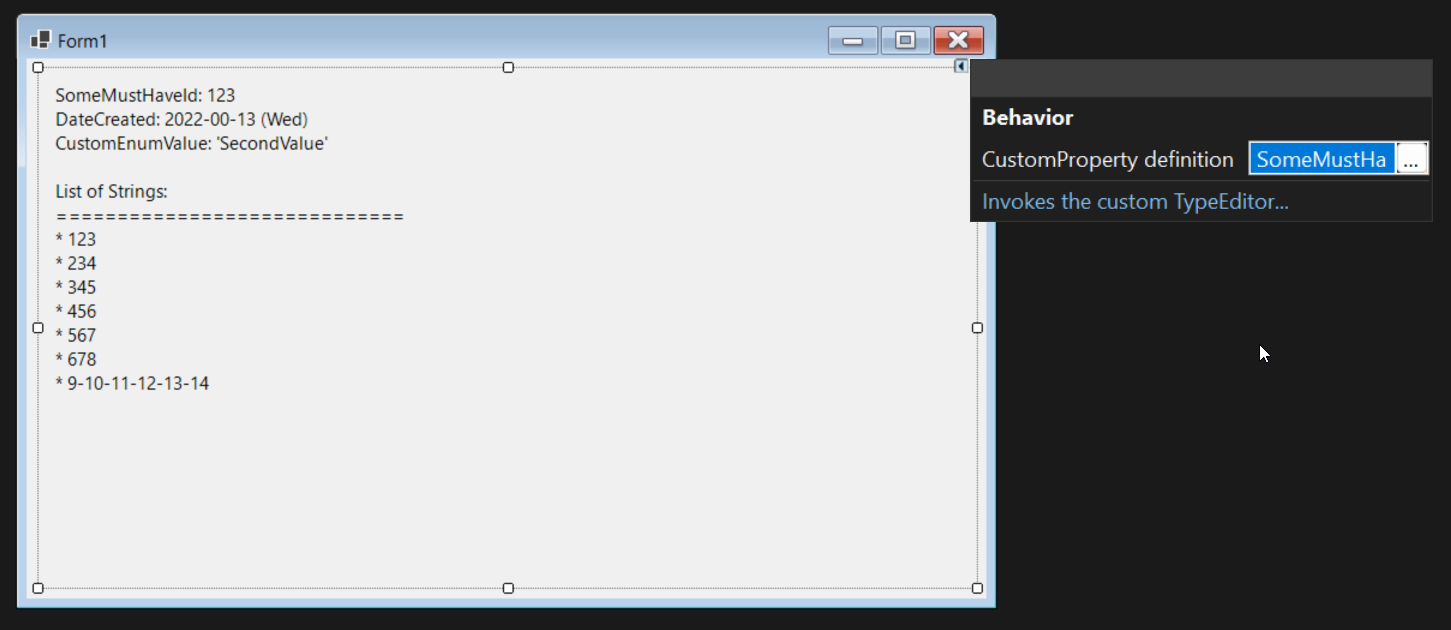 Form1
SomeMustHaveId: 123
DateCreated: 2022-00-13 (Wed)
CustomEnumValue: 'SecondValue'
List of Strings:
=============================
* 123
* 234
* 345
* 456
* 567
* 678
* 9-10-11-12-13-14
Behavior
CustomProperty definition SomeMustHa ...
Invokes the custom TypeEditor...